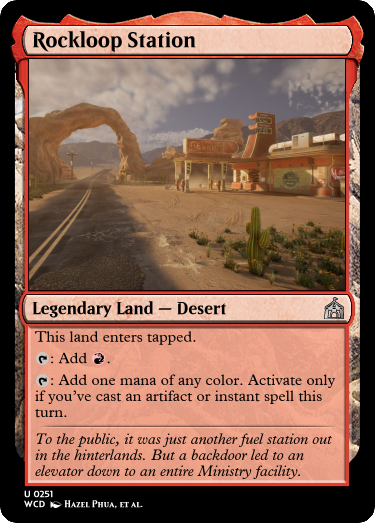 Rockloop Station
Legendary Land — Desert
This land enters tapped.
: Add .
: Add one mana of any color. Activate only
if you've cast an artifact or instant spell this
turn.
To the public, it was just another fuel station out
in the hinterlands. But a backdoor led to an
elevator down to an entire Ministry facility.
U 0251
WCD Hazel Phua, et al.